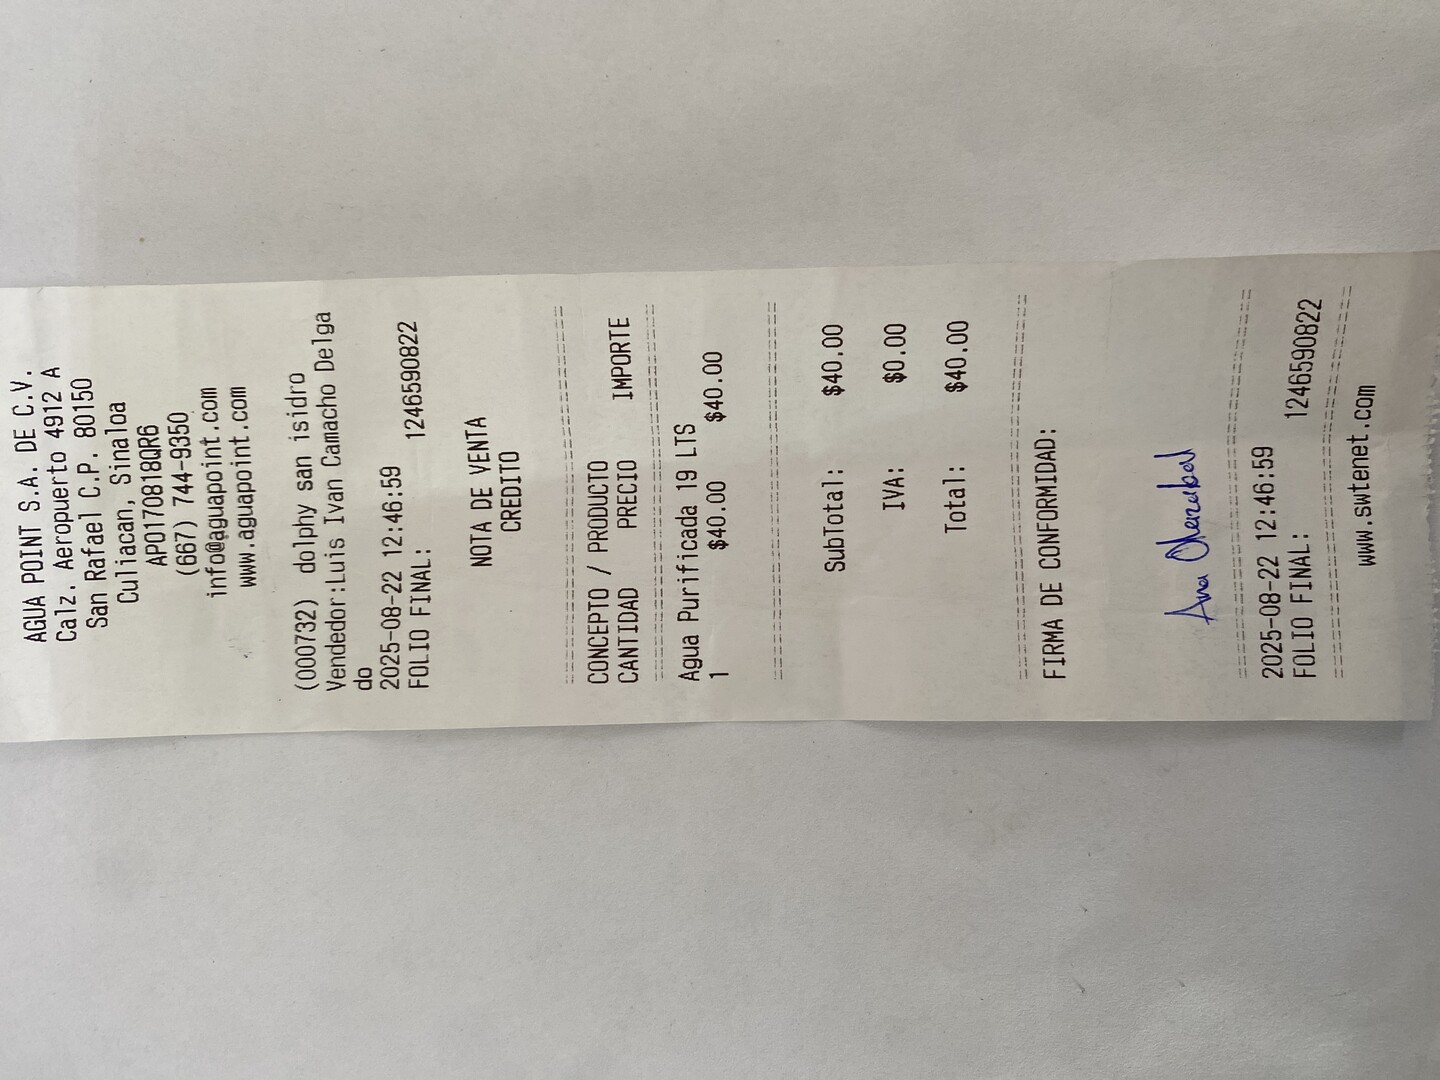 AGUA POINT S.A. DE C.V.
Calz. Aeropuerto 4912 A
San Rafael C.P. 80150
Culiacan, Sinaloa
APO170818QR6
(667) 744-9350
info@aguapoint.com
www.aguapoint.com
(000732) dolphy san isidro
Vendedor:Luis Ivan Camacho Delga
do
2025-08-22 12:46:59
FOLIO FINAL: 1246590822
NOTA DE VENTA
CREDITO
CONCEPTO / PRODUCTO
CANTIDAD PRECIO IMPORTE
Agua Purificada 19 LTS
1 $40.00 $40.00
SubTotal: $40.00
IVA: $0.00
Total: $40.00
FIRMA DE CONFORMIDAD:
Ana
2025-08-22 12:46:59
FOLIO FINAL: 1246590822
www.swtenet.com